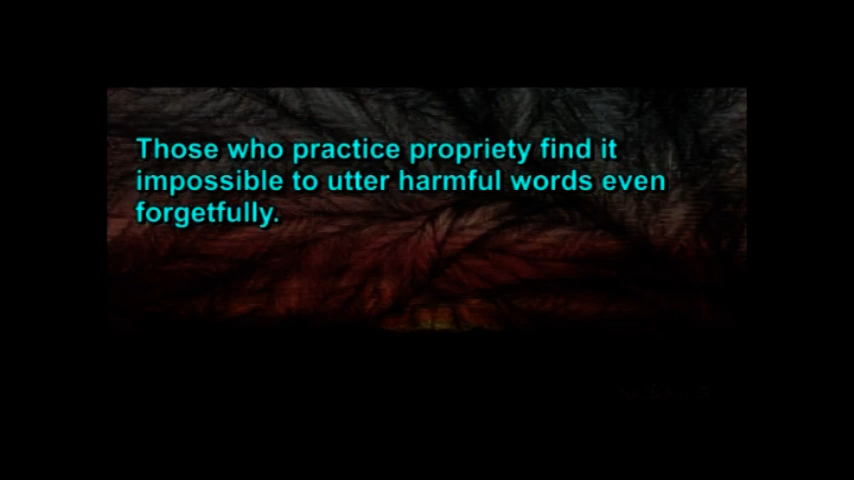 Those who practice propriety find it
impossible to utter harmful words even
forgetfully.